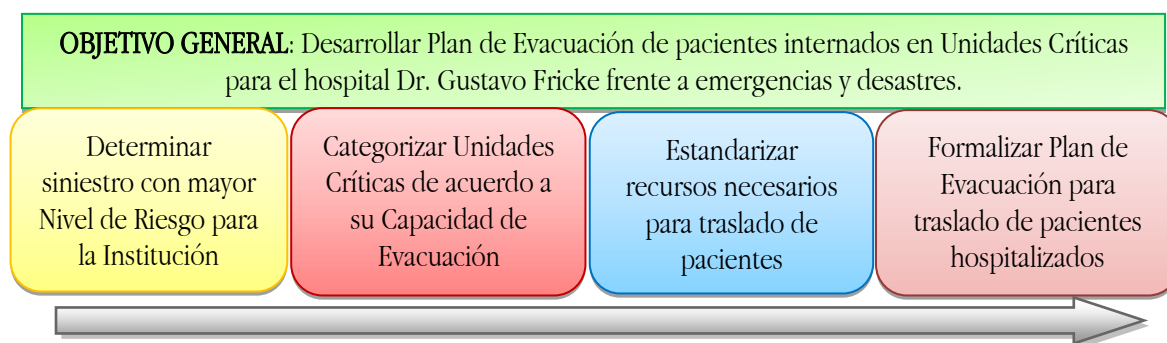 OBJETIVO GENERAL: Desarrollar Plan de Evacuación de pacientes internados en Unidades Críticas
para el hospital Dr. Gustavo Fricke frente a emergencias y desastres.
Determinar
siniestro con mayor
Nivel de Riesgo para
la Institución
Categorizar Unidades
Críticas de acuerdo a
su Capacidad de
Evacuación
Estandarizar
recursos necesarios
para traslado de
pacientes
Formalizar Plan de
Evacuación para
traslado de pacientes
hospitalizados